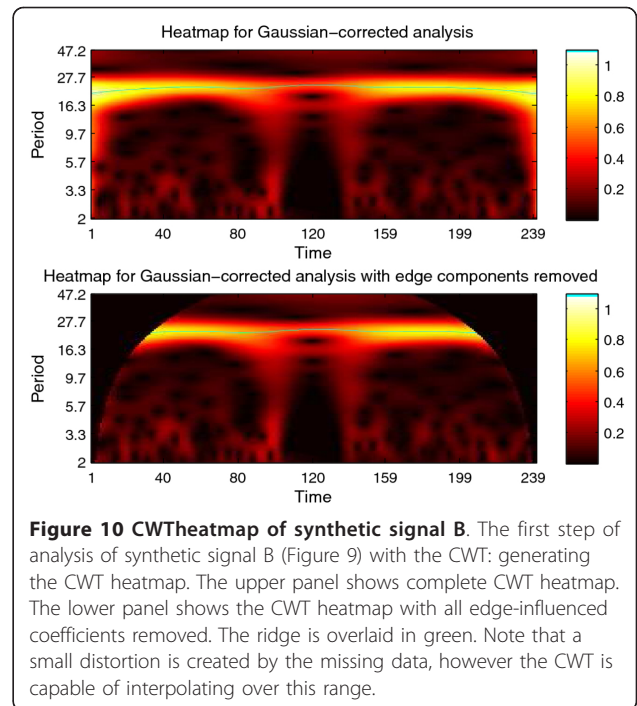 Heatmap for Gaussian−corrected analysis
47.2
27.7
16.3
9.7
5.7
3.3
2
Period
1 40 80 120 159 199 239
Time
1
0.8
0.6
0.4
0.2
Heatmap for Gaussian−corrected analysis with edge components removed
47.2
27.7
16.3
9.7
5.7
3.3
2
Period
1 40 80 120 159 199 239
Time
1
0.8
0.6
0.4
0.2
Figure 10 CWTheatmap of synthetic signal B. The first step of
analysis of synthetic signal B (Figure 9) with the CWT: generating
the CWT heatmap. The upper panel shows complete CWT heatmap.
The lower panel shows the CWT heatmap with all edge-influenced
coefficients removed. The ridge is overlaid in green. Note that a
small distortion is created by the missing data, however the CWT is
capable of interpolating over this range.